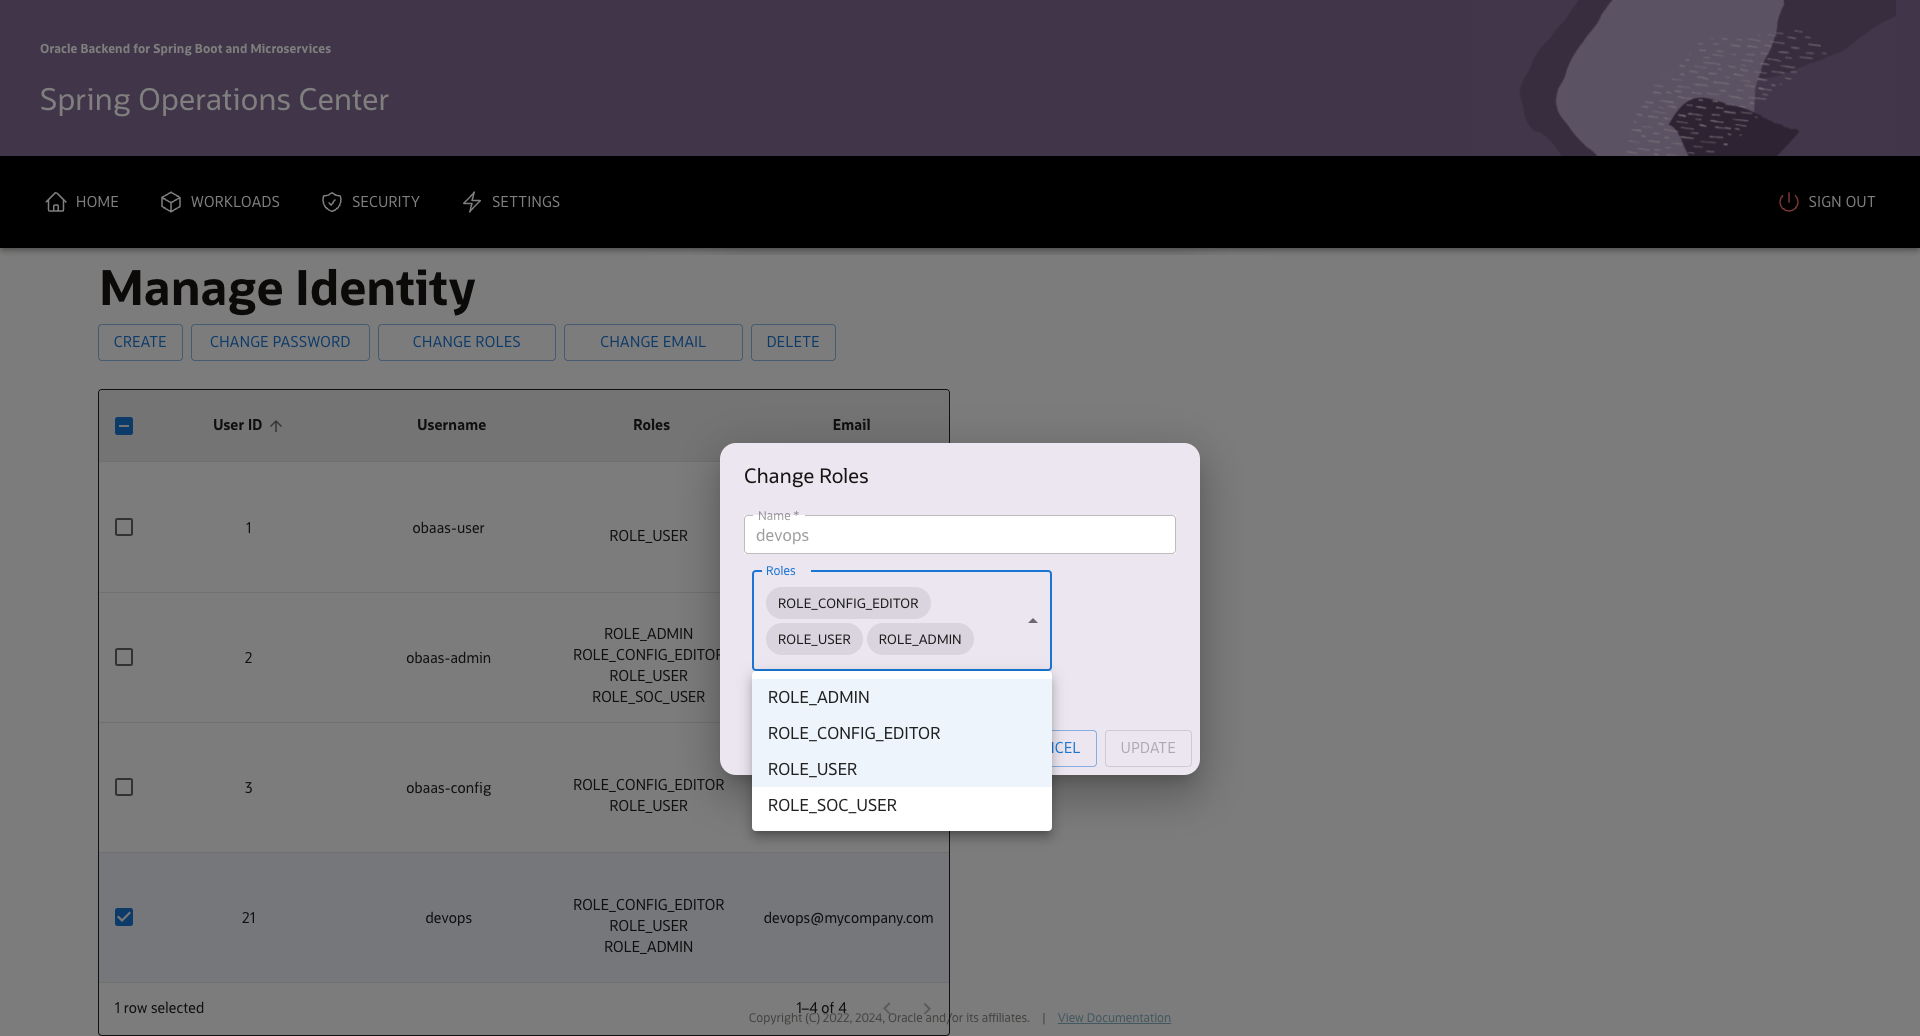 Oracle Backend for Spring Boot and Microservices
Spring Operations Center
HOME
WORKLOADS
SECURITY
SETTINGS
SIGN OUT
Manage Identity
CREATE
CHANGE PASSWORD
CHANGE ROLES
CHANGE EMAIL
DELETE
User ID
Username
Roles
Email
1
obaas-user
ROLE_USER
2
obaas-admin
ROLE_ADMIN
ROLE_CONFIG_EDITOR
ROLE_USER
ROLE_SOC_USER
3
obaas-config
ROLE_CONFIG_EDITOR
ROLE_USER
21
devops
ROLE_CONFIG_EDITOR
ROLE_USER
ROLE_ADMIN
devops@mycompany.com
1 row selected
1–4 of 4
Change Roles
Name *
devops
Roles
ROLE_CONFIG_EDITOR
ROLE_USER
ROLE_ADMIN
ROLE_ADMIN
ROLE_CONFIG_EDITOR
ROLE_USER
ROLE_SOC_USER
CEL
UPDATE
Copyright (C) 2022, 2024, Oracle and/or its affiliates. | View Documentation